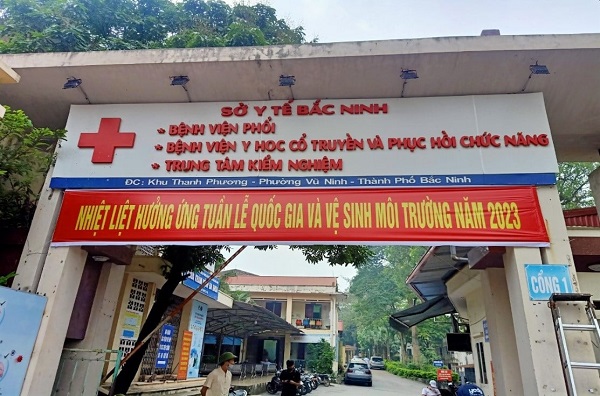 SỞ Y TẾ BẮC NINH
* BỆNH VIỆN PHỔI
* BỆNH VIỆN Y HỌC CỔ TRUYỀN VÀ PHỤC HỒI CHỨC NĂNG
* TRUNG TÂM KIỂM NGHIỆM
ĐC: Khu Thanh Phương - Phường Vũ Ninh - Thành Phố Bắc Ninh
NHIỆT LIỆT HƯỞNG ỨNG TUẦN LỄ QUỐC GIA VÀ VỆ SINH MÔI TRƯỜNG NĂM 2023
CỔNG 1